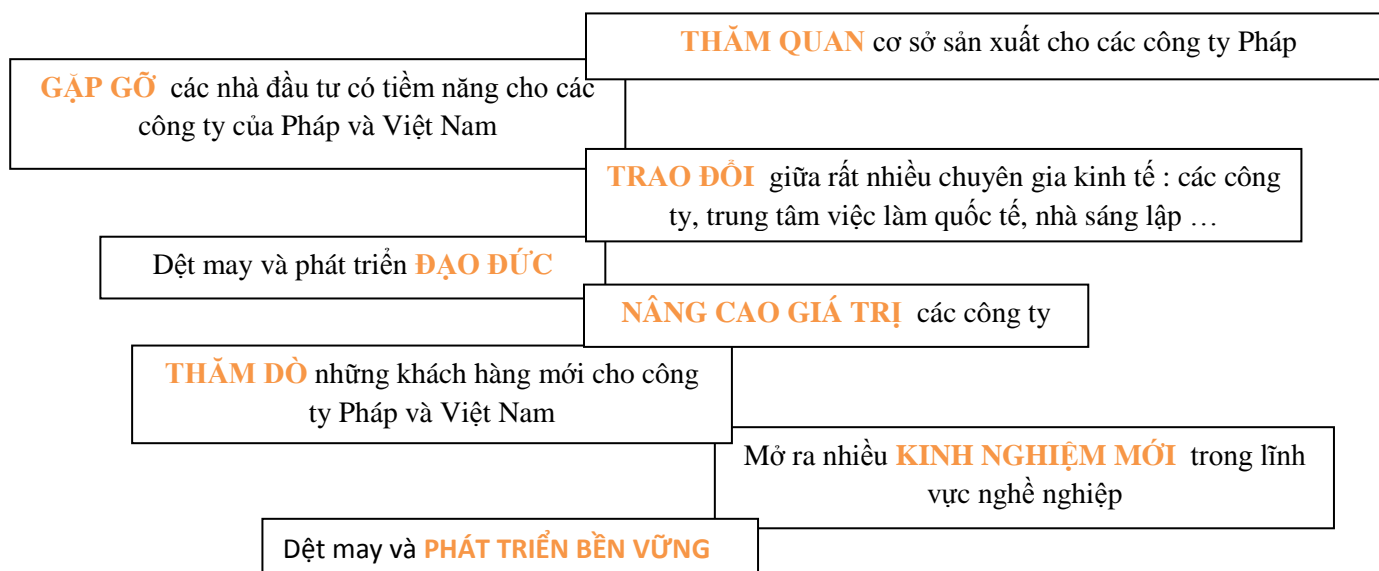 THĂM QUAN cơ sở sản xuất cho các công ty Pháp
GẶP GỠ các nhà đầu tư có tiềm năng cho các
công ty của Pháp và Việt Nam
TRAO ĐỔI giữa rất nhiều chuyên gia kinh tế : các công
ty, trung tâm việc làm quốc tế, nhà sáng lập …
Dệt may và phát triển ĐẠO ĐỨC
NÂNG CAO GIÁ TRỊ các công ty
THĂM DÒ những khách hàng mới cho công
ty Pháp và Việt Nam
Mở ra nhiều KINH NGHIỆM MỚI trong lĩnh
vực nghề nghiệp
Dệt may và PHÁT TRIỂN BỀN VỮNG